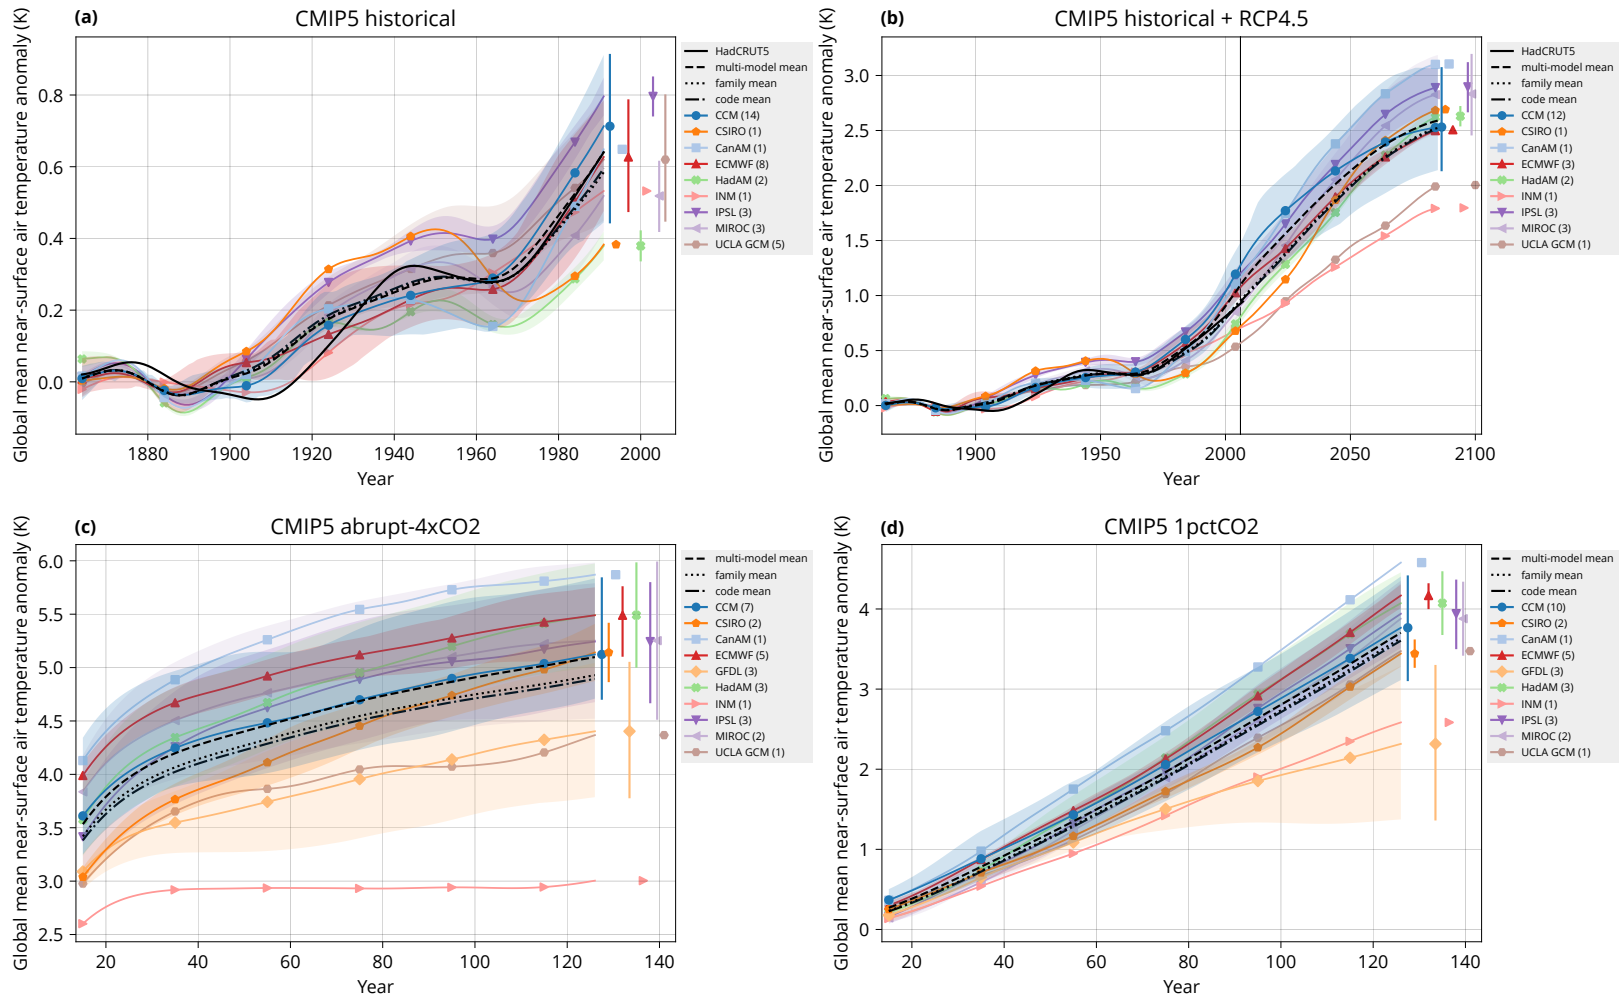 (a) CMIP5 historical
Global mean near-surface air temperature anomaly (K)
0.8
0.6
0.4
0.2
0.0
1880 1900 1920 1940 1960 1980 2000
Year
HadCRUT5
multi-model mean
family mean
code mean
CCM (14)
CSIRO (1)
CanAM (1)
ECMWF (8)
HadAM (2)
INM (1)
IPSL (3)
MIROC (3)
UCLA GCM (5)
(b) CMIP5 historical + RCP4.5
Global mean near-surface air temperature anomaly (K)
3.0
2.5
2.0
1.5
1.0
0.5
0.0
1900 1950 2000 2050 2100
Year
HadCRUT5
multi-model mean
family mean
code mean
CCM (12)
CSIRO (1)
CanAM (1)
ECMWF (3)
HadAM (2)
INM (1)
IPSL (3)
MIROC (3)
UCLA GCM (1)
(c) CMIP5 abrupt-4xCO2
Global mean near-surface air temperature anomaly (K)
6.0
5.5
5.0
4.5
4.0
3.5
3.0
2.5
20 40 60 80 100 120 140
Year
multi-model mean
family mean
code mean
CCM (7)
CSIRO (2)
CanAM (1)
ECMWF (5)
GFDL (3)
HadAM (3)
INM (1)
IPSL (3)
MIROC (2)
UCLA GCM (1)
(d) CMIP5 1pctCO2
Global mean near-surface air temperature anomaly (K)
4
3
2
1
0
20 40 60 80 100 120 140
Year
multi-model mean
family mean
code mean
CCM (10)
CSIRO (2)
CanAM (1)
ECMWF (5)
GFDL (3)
HadAM (3)
INM (1)
IPSL (3)
MIROC (2)
UCLA GCM (1)